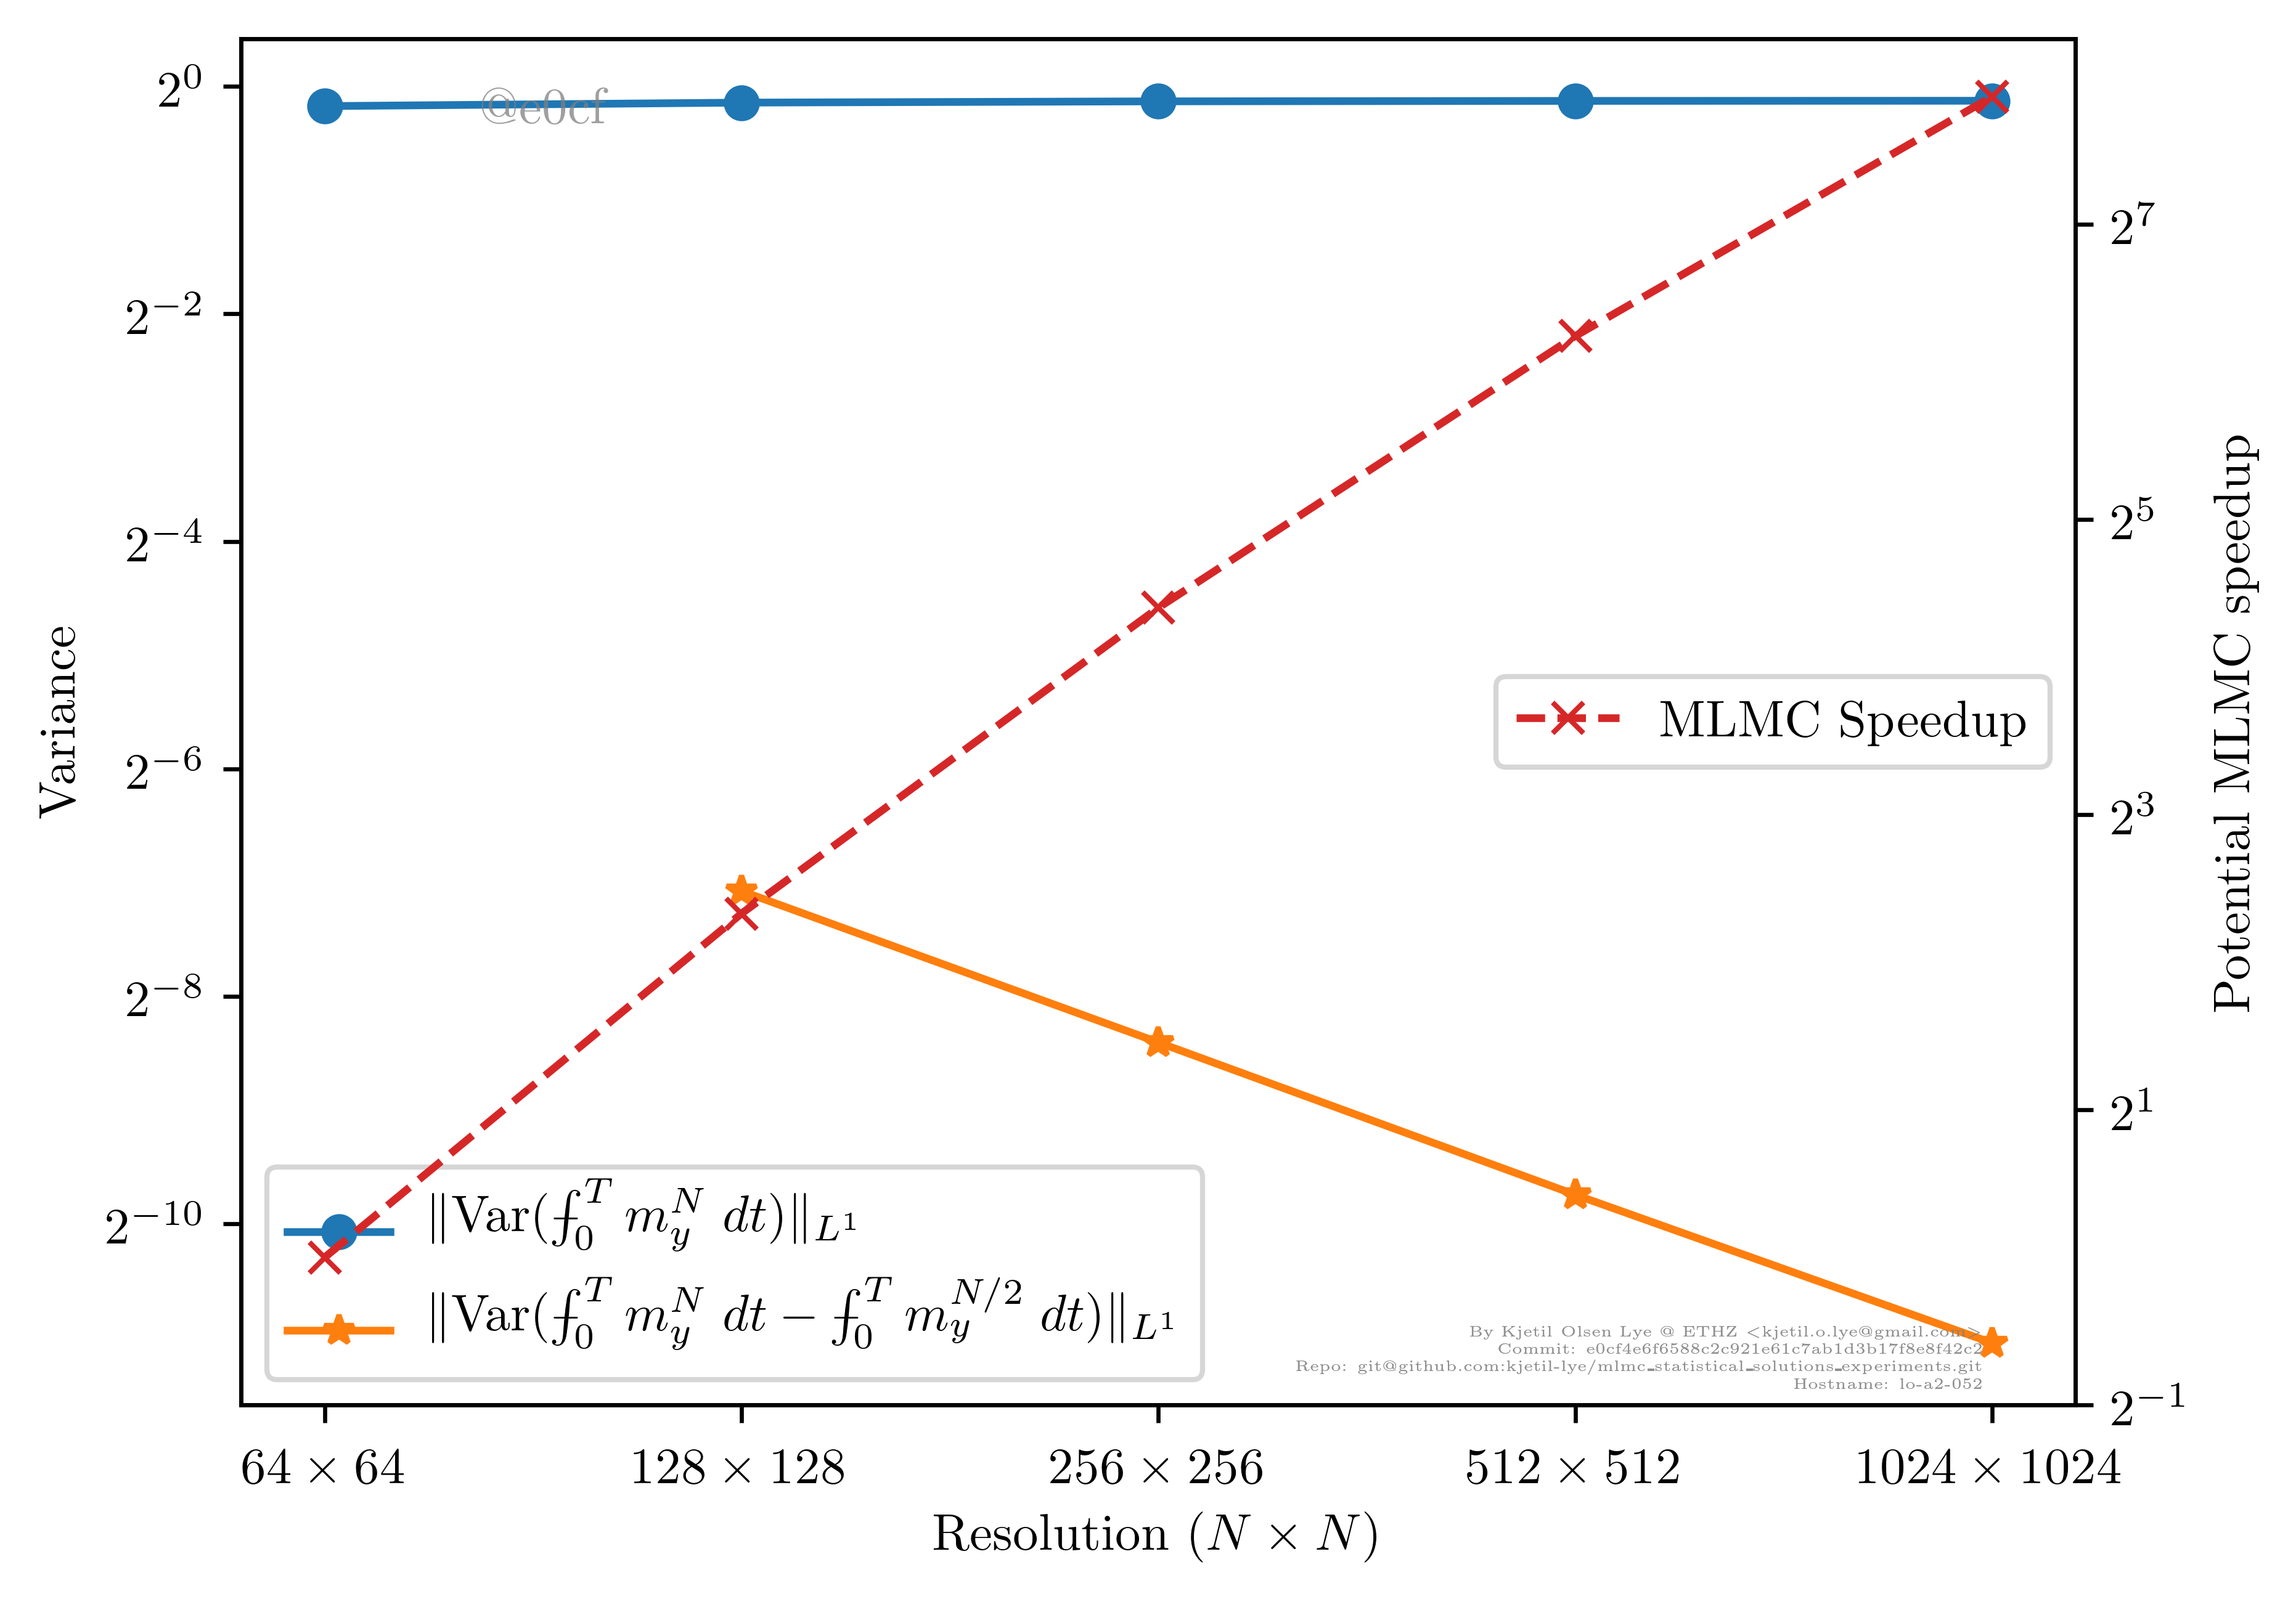 @e0cf
2^0
2^{-2}
2^{-4}
2^{-6}
2^{-8}
2^{-10}
Variance
2^7
2^5
2^3
2^1
2^{-1}
Potential MLMC speedup
MLMC Speedup
‖Var(⨍_0^T m_y^N dt)‖_{L^1}
‖Var(⨍_0^T m_y^N dt − ⨍_0^T m_y^{N/2} dt)‖_{L^1}
By Kjetil Olsen Lye @ ETHZ <kjetil.o.lye@gmail.com>
Commit: e0cf4e6f6588c2c921e61c7ab1d3b17f8e8f42c2
Repo: git@github.com:kjetil-lye/mlmc_statistical_solutions_experiments.git
Hostname: lo-a2-052
64 × 64 128 × 128 256 × 256 512 × 512 1024 × 1024
Resolution (N × N)